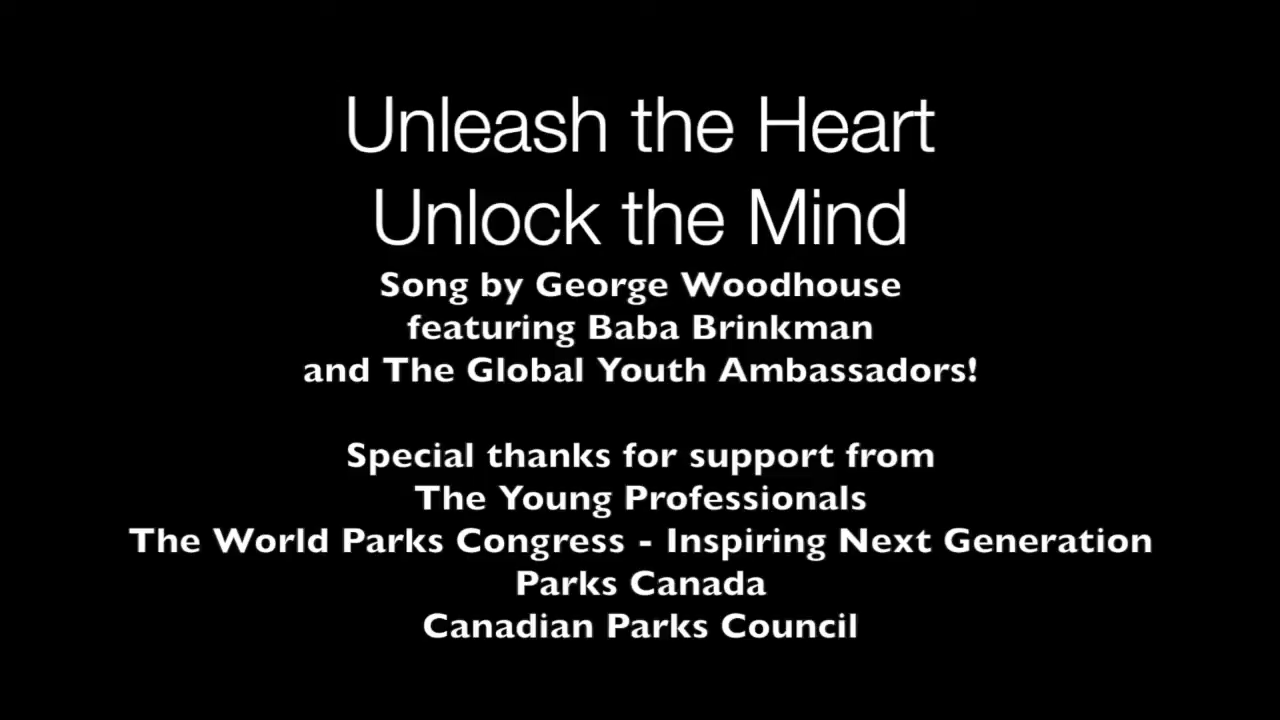 Unleash the Heart
Unlock the Mind
Song by George Woodhouse
featuring Baba Brinkman
and The Global Youth Ambassadors!
Special thanks for support from
The Young Professionals
The World Parks Congress - Inspiring Next Generation
Parks Canada
Canadian Parks Council